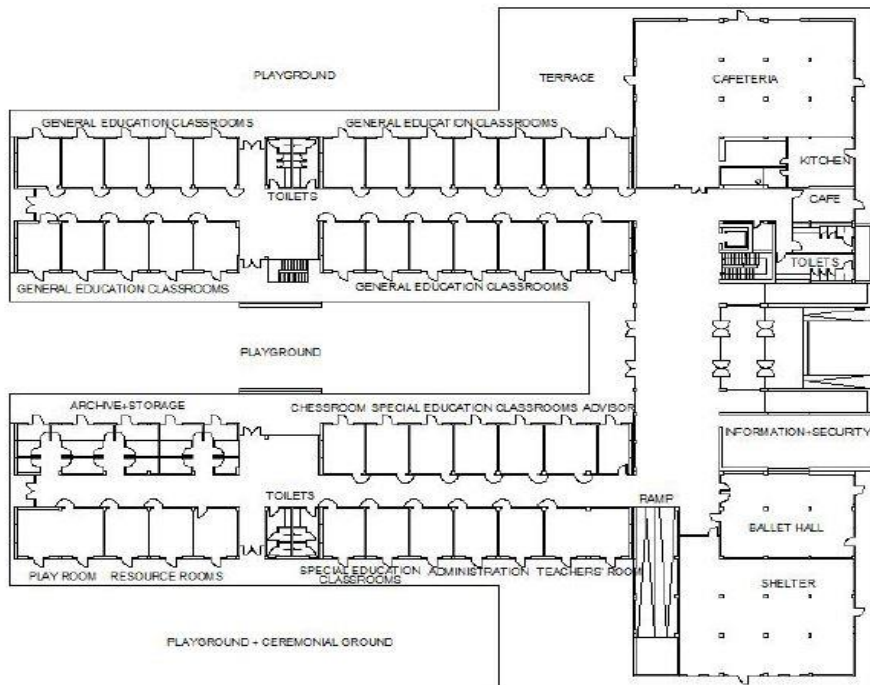 PLAYGROUND
TERRACE
CAFETERIA
GENERAL EDUCATION CLASSROOMS
GENERAL EDUCATION CLASSROOMS
KITCHEN
TOILETS
CAFE
TOILETS
GENERAL EDUCATION CLASSROOMS
GENERAL EDUCATION CLASSROOMS
PLAYGROUND
ARCHIVE+STORAGE
CHESSROOM SPECIAL EDUCATION CLASSROOMS ADVISOR
INFORMATION+SECURITY
TOILETS
RAMP
BALLET HALL
PLAY ROOM
RESOURCE ROOMS
SPECIAL EDUCATION
CLASSROOMS
ADMINISTRATION
TEACHERS' ROOM
SHELTER
PLAYGROUND + CEREMONIAL GROUND